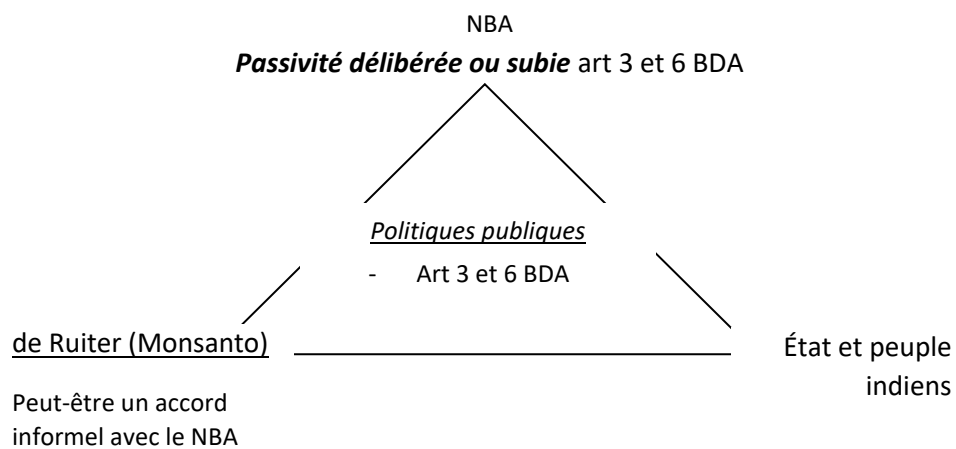 NBA
Passivité délibérée ou subie art 3 et 6 BDA
Politiques publiques
- Art 3 et 6 BDA
de Ruiter (Monsanto)
Peut-être un accord
informel avec le NBA
État et peuple
indiens